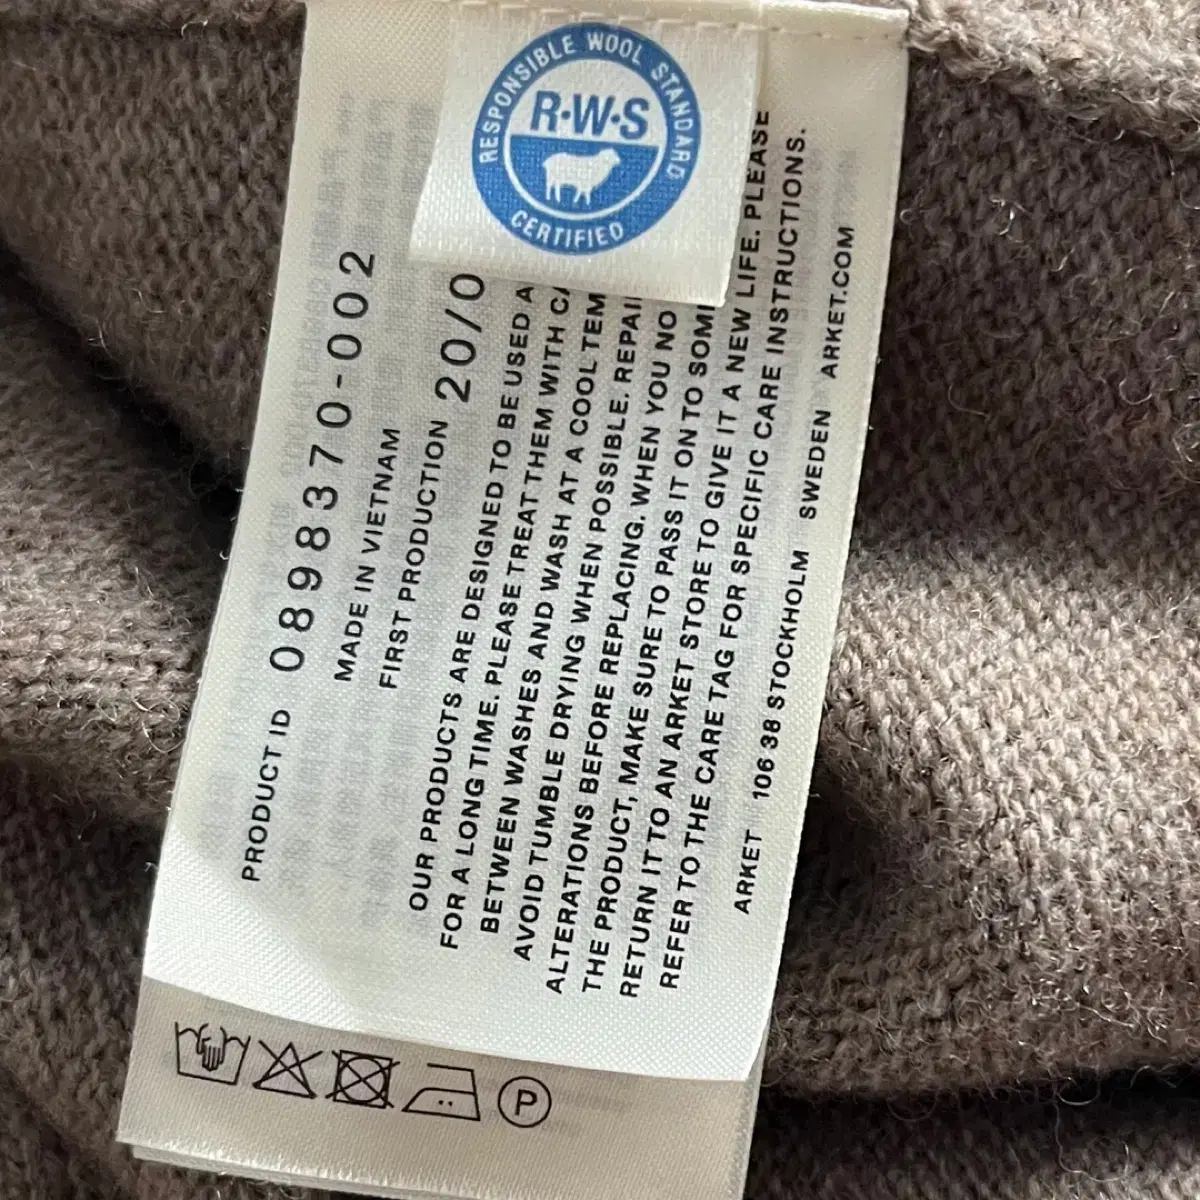 RESPONSIBLE WOOL STANDARD
R·W·S
CERTIFIED
PRODUCT ID 0898370-002
MADE IN VIETNAM
FIRST PRODUCTION 20/0
OUR PRODUCTS ARE DESIGNED TO BE USED A
FOR A LONG TIME. PLEASE TREAT THEM WITH CA
BETWEEN WASHES AND WASH AT A COOL TEM
AVOID TUMBLE DRYING WHEN POSSIBLE. REPAI
ALTERATIONS BEFORE REPLACING. WHEN YOU NO
THE PRODUCT, MAKE SURE TO PASS IT ON TO SOM
RETURN IT TO AN ARKET STORE TO GIVE IT A NEW LIFE. PLEASE
REFER TO THE CARE TAG FOR SPECIFIC CARE INSTRUCTIONS.
ARKET 106 38 STOCKHOLM SWEDEN ARKET.COM
P